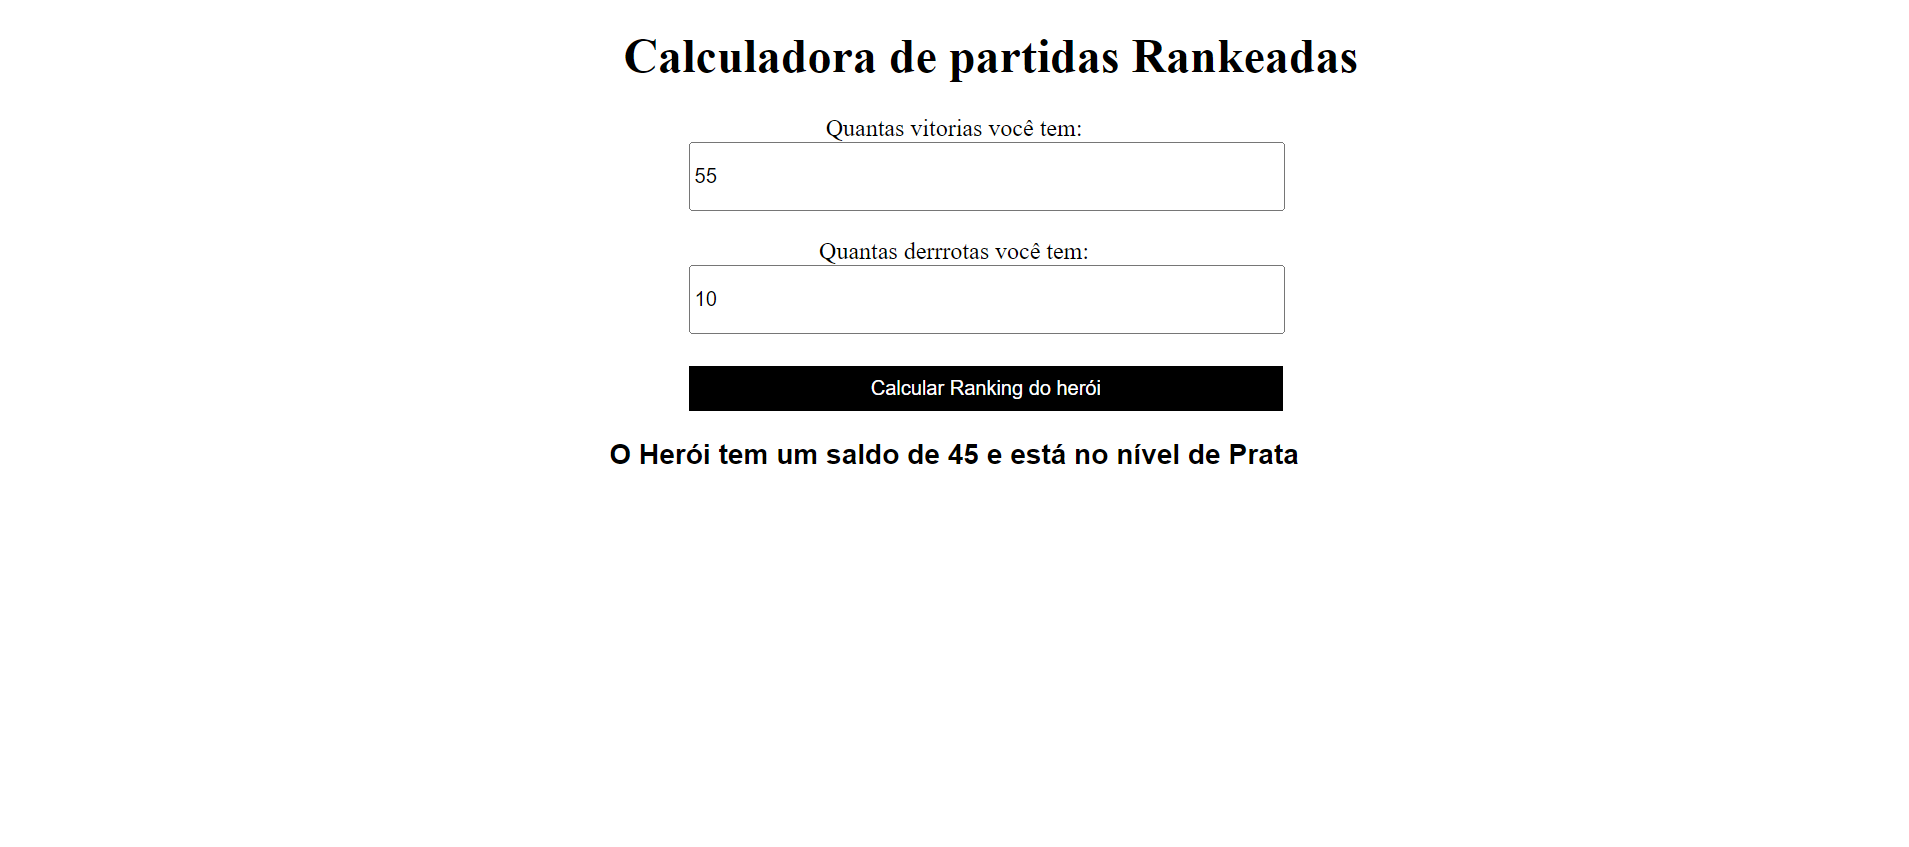 Calculadora de partidas Rankeadas
Quantas vitorias você tem:
55
Quantas derrrotas você tem:
10
Calcular Ranking do herói
O Herói tem um saldo de 45 e está no nível de Prata